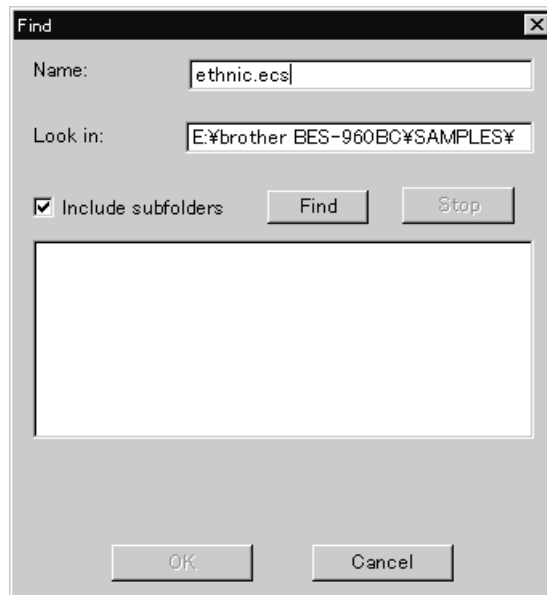 Find
Name:
ethnic.ecs
Look in:
E:¥brother BES-960BC¥SAMPLES¥
Include subfolders
Find
Stop
OK
Cancel